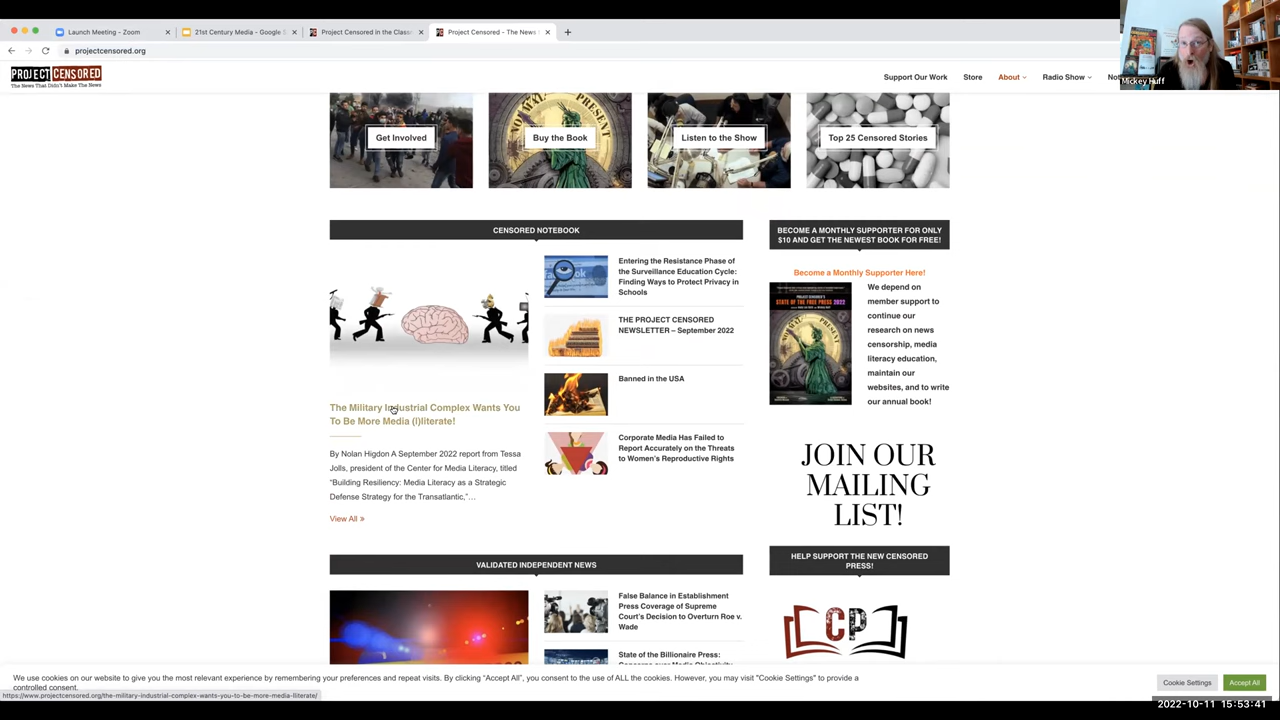 Launch Meeting - Zoom
21st Century Media - Google S
Project Censored in the Classr
Project Censored - The News
projectcensored.org
PROJECT CENSORED
The News That Didn't Make The News
Support Our Work
Store
About
Radio Show
Mickey Huff
Get Involved
Buy the Book
Listen to the Show
Top 25 Censored Stories
CENSORED NOTEBOOK
The Military Industrial Complex Wants You
To Be More Media (I)literate!
By Nolan Higdon A September 2022 report from Tessa
Jolls, president of the Center for Media Literacy, titled
“Building Resiliency: Media Literacy as a Strategic
Defense Strategy for the Transatlantic,”…
View All »
Entering the Resistance Phase of
the Surveillance Education Cycle:
Finding Ways to Protect Privacy in
Schools
THE PROJECT CENSORED
NEWSLETTER – September 2022
Banned in the USA
Corporate Media Has Failed to
Report Accurately on the Threats
to Women's Reproductive Rights
BECOME A MONTHLY SUPPORTER FOR ONLY
$10 AND GET THE NEWEST BOOK FOR FREE!
Become a Monthly Supporter Here!
STATE OF THE FREE PRESS 2022
We depend on
member support to
continue our
research on news
censorship, media
literacy education,
maintain our
websites, and to write
our annual book!
JOIN OUR
MAILING
LIST!
HELP SUPPORT THE NEW CENSORED
PRESS!
CP
VALIDATED INDEPENDENT NEWS
False Balance in Establishment
Press Coverage of Supreme
Court's Decision to Overturn Roe v.
Wade
State of the Billionaire Press:
We use cookies on our website to give you the most relevant experience by remembering your preferences and repeat visits. By clicking “Accept All”, you consent to the use of ALL the cookies. However, you may visit "Cookie Settings" to provide a
controlled consent.
Cookie Settings
Accept All
https://www.projectcensored.org/the-military-industrial-complex-wants-you-to-be-more-media-iliterate/
2022-10-11 15:53:41